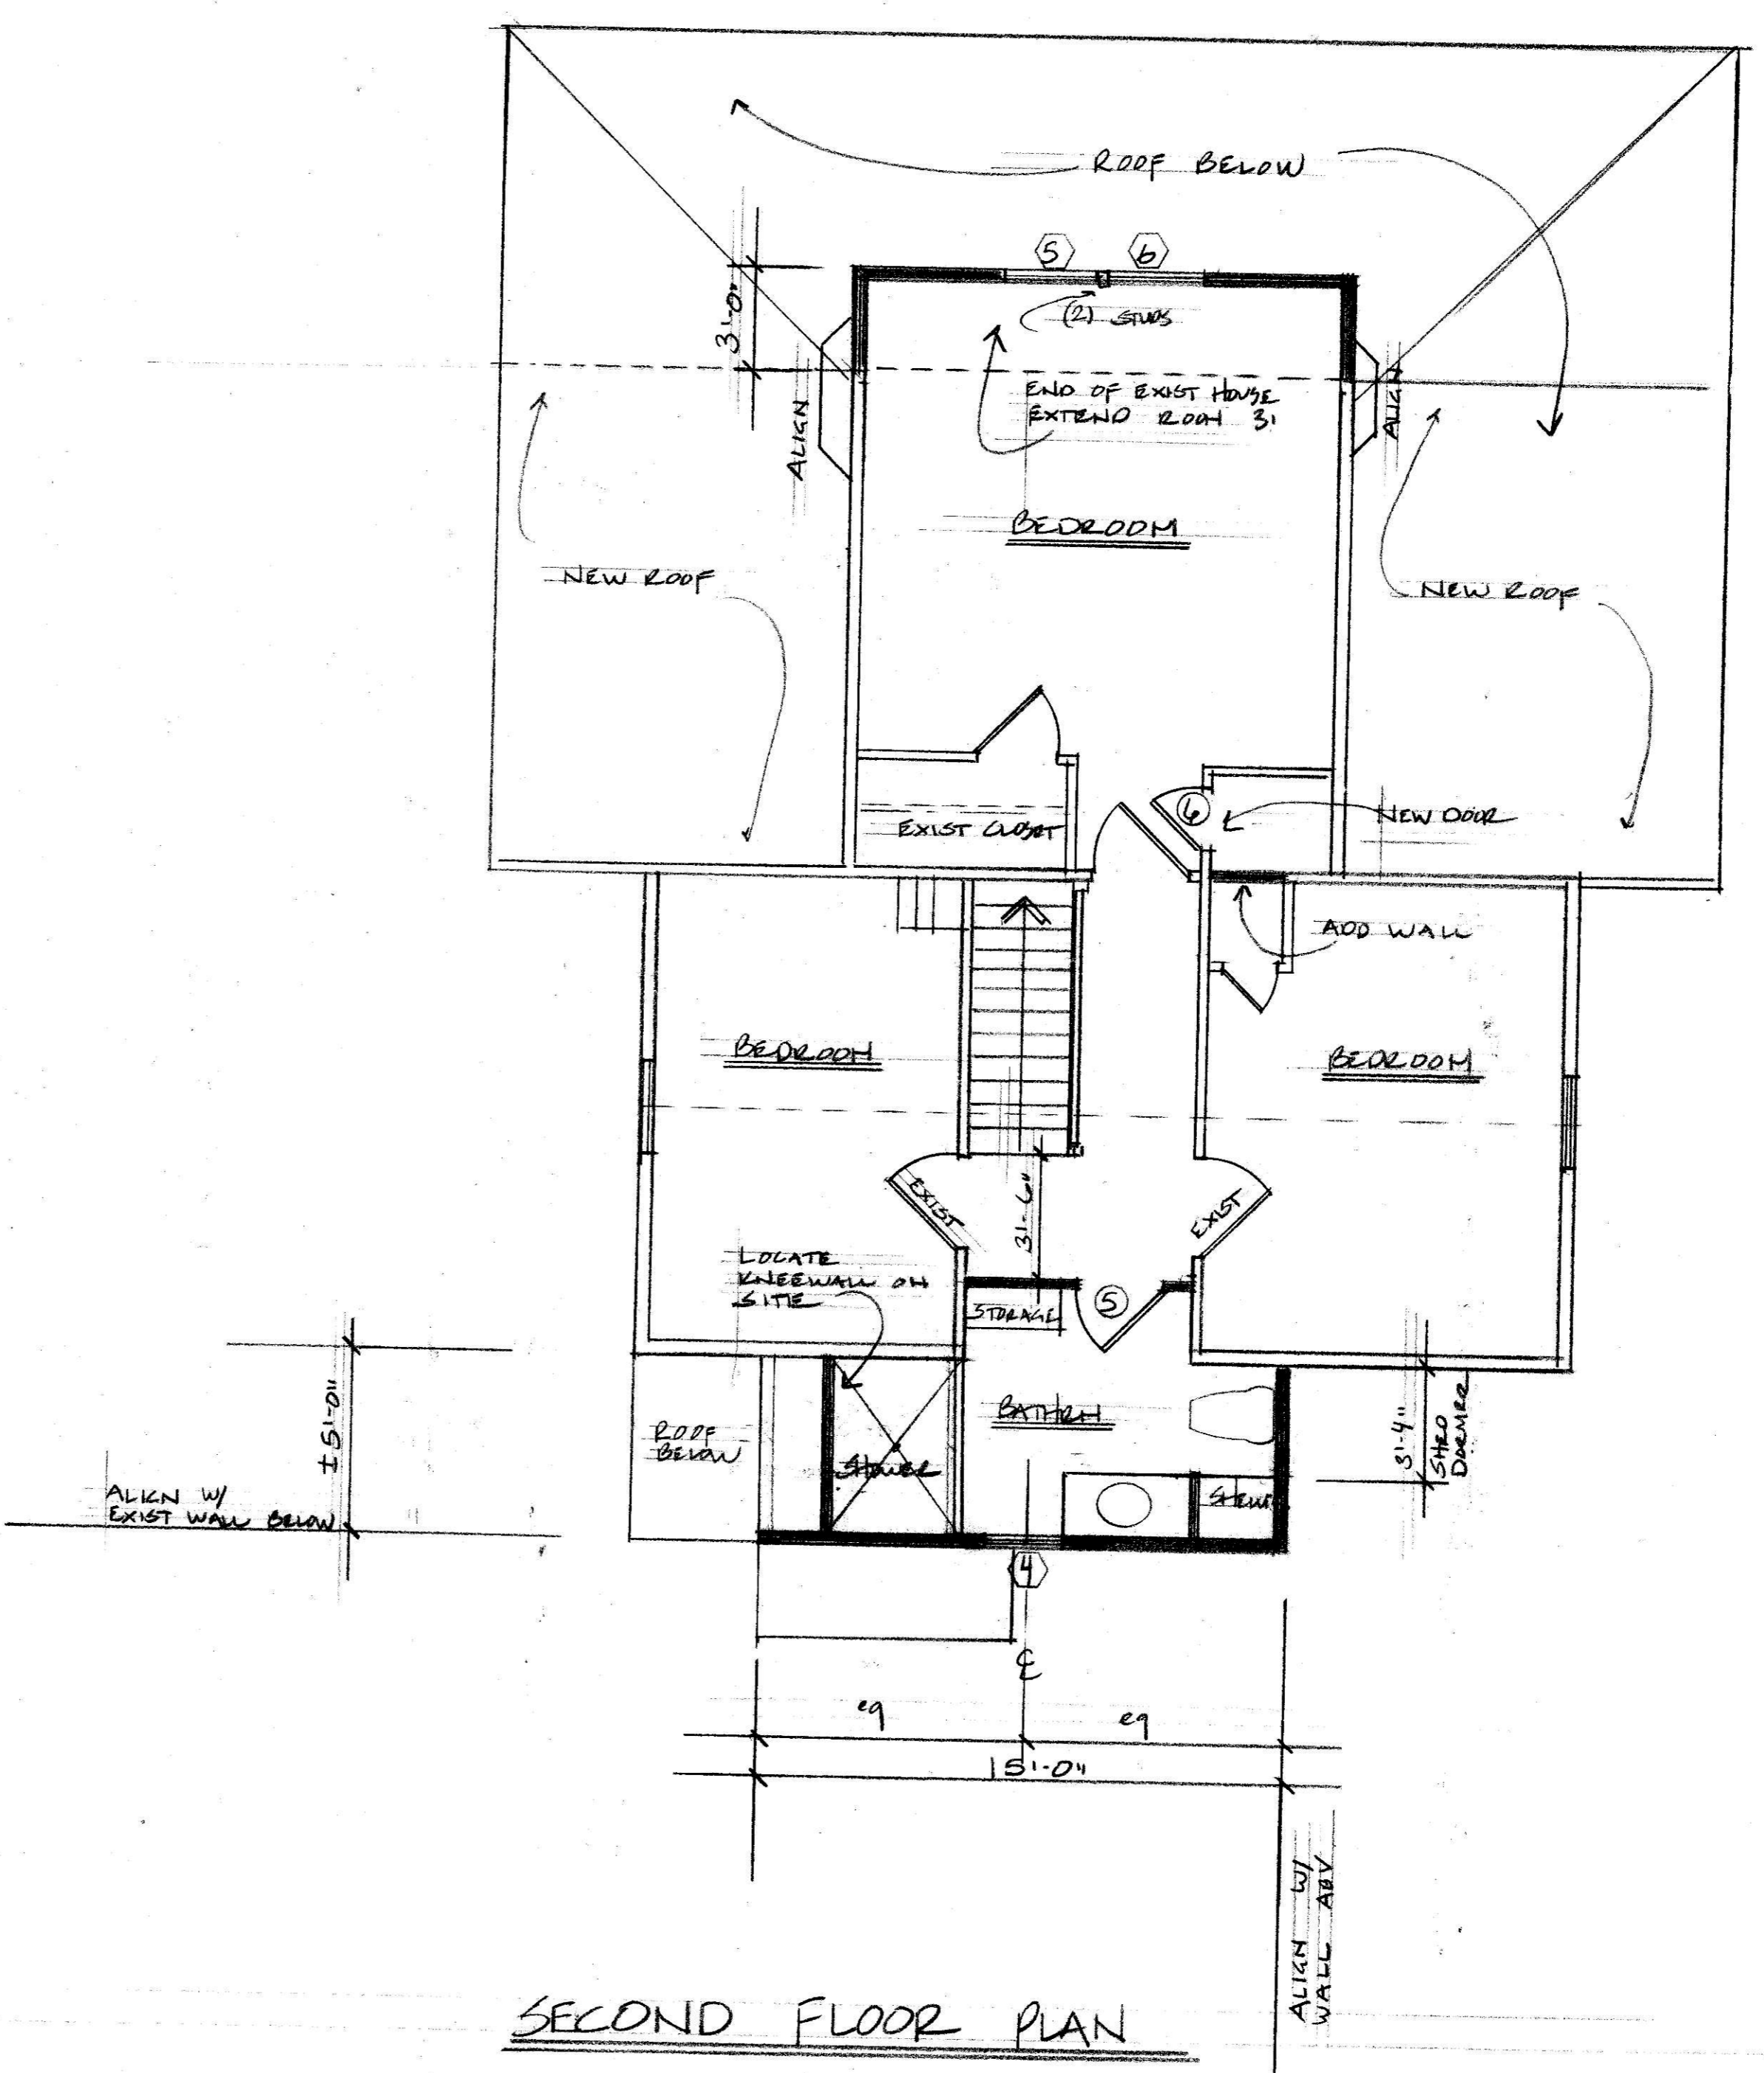 ROOF BELOW
5
6
(2) STUDS
3'-0"
ALIGN
ALIGN
END OF EXIST HOUSE
EXTEND ROOM 3'
BEDROOM
NEW ROOF
NEW ROOF
EXIST CLOSET
6
NEW DOOR
ADD WALL
BEDROOM
BEDROOM
EXIST
3'-6"
EXIST
LOCATE
KNEEWALL ON
SITE
STORAGE
5
±5'-0"
ROOF
BELOW
SHOWER
BATHRM
SHELF
3'-4"
SHED
DORMER
ALIGN W/
EXIST WALL BELOW
4
℄
eq
eq
15'-0"
ALIGN W/
WALL ABV
SECOND FLOOR PLAN